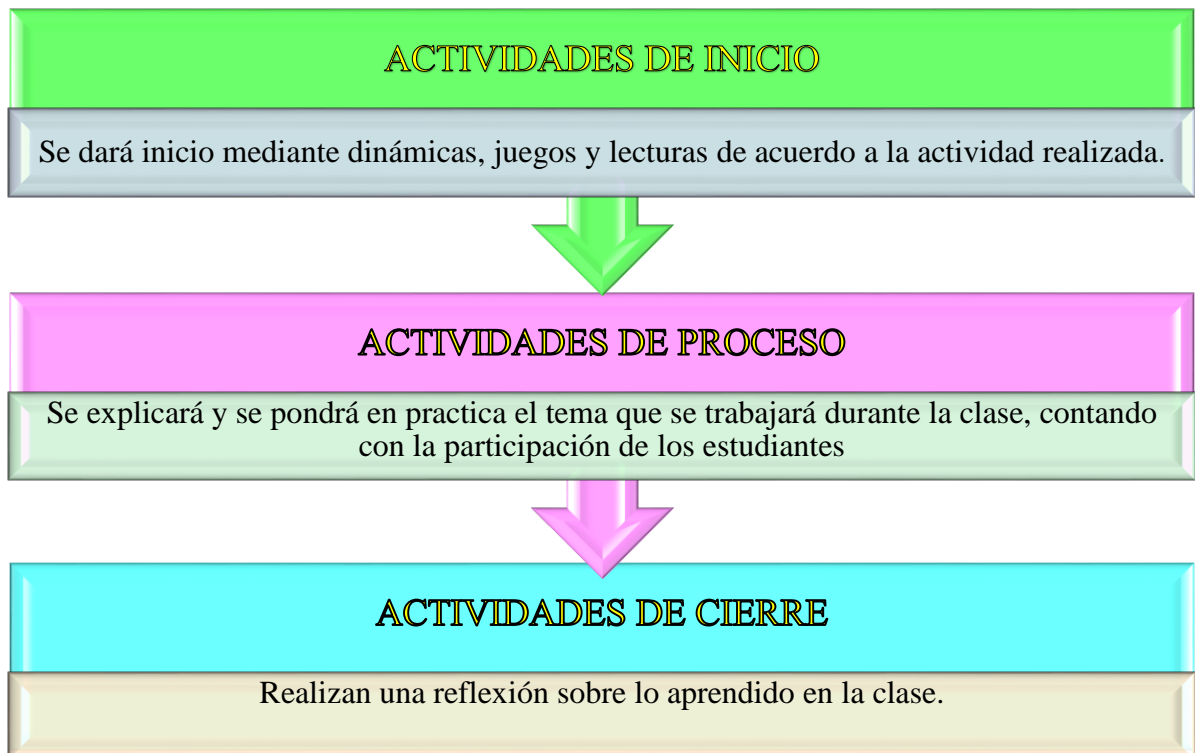 ACTIVIDADES DE INICIO
Se dará inicio mediante dinámicas, juegos y lecturas de acuerdo a la actividad realizada.
ACTIVIDADES DE PROCESO
Se explicará y se pondrá en practica el tema que se trabajará durante la clase, contando
con la participación de los estudiantes
ACTIVIDADES DE CIERRE
Realizan una reflexión sobre lo aprendido en la clase.